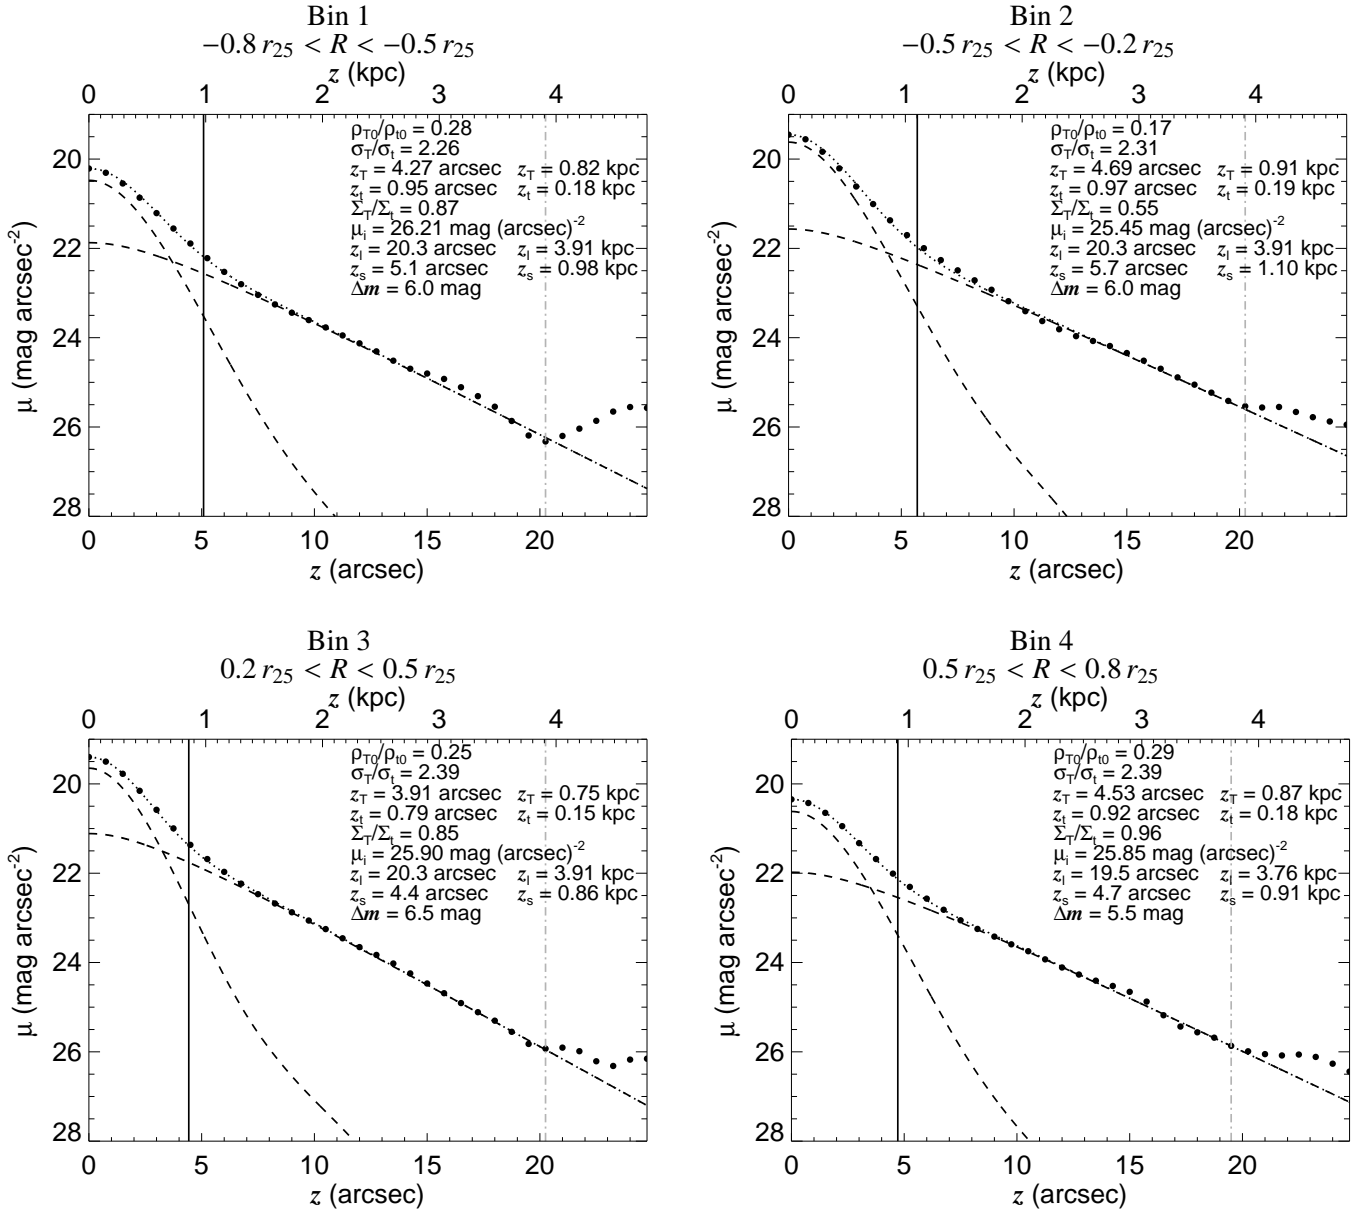 Bin 1
−0.8 r25 < R < −0.5 r25
z (kpc)
0 1 2 3 4
ρT0/ρt0 = 0.28
σT/σt = 2.26
zT = 4.27 arcsec zT = 0.82 kpc
zt = 0.95 arcsec zt = 0.18 kpc
ΣT/Σt = 0.87
μi = 26.21 mag (arcsec)-2
zl = 20.3 arcsec zl = 3.91 kpc
zs = 5.1 arcsec zs = 0.98 kpc
Δm = 6.0 mag
μ (mag arcsec-2)
20
22
24
26
28
0 5 10 15 20
z (arcsec)
Bin 2
−0.5 r25 < R < −0.2 r25
z (kpc)
0 1 2 3 4
ρT0/ρt0 = 0.17
σT/σt = 2.31
zT = 4.69 arcsec zT = 0.91 kpc
zt = 0.97 arcsec zt = 0.19 kpc
ΣT/Σt = 0.55
μi = 25.45 mag (arcsec)-2
zl = 20.3 arcsec zl = 3.91 kpc
zs = 5.7 arcsec zs = 1.10 kpc
Δm = 6.0 mag
μ (mag arcsec-2)
20
22
24
26
28
0 5 10 15 20
z (arcsec)
Bin 3
0.2 r25 < R < 0.5 r25
z (kpc)
0 1 2 3 4
ρT0/ρt0 = 0.25
σT/σt = 2.39
zT = 3.91 arcsec zT = 0.75 kpc
zt = 0.79 arcsec zt = 0.15 kpc
ΣT/Σt = 0.85
μi = 25.90 mag (arcsec)-2
zl = 20.3 arcsec zl = 3.91 kpc
zs = 4.4 arcsec zs = 0.86 kpc
Δm = 6.5 mag
μ (mag arcsec-2)
20
22
24
26
28
0 5 10 15 20
z (arcsec)
Bin 4
0.5 r25 < R < 0.8 r25
z (kpc)
0 1 2 3 4
ρT0/ρt0 = 0.29
σT/σt = 2.39
zT = 4.53 arcsec zT = 0.87 kpc
zt = 0.92 arcsec zt = 0.18 kpc
ΣT/Σt = 0.96
μi = 25.85 mag (arcsec)-2
zl = 19.5 arcsec zl = 3.76 kpc
zs = 4.7 arcsec zs = 0.91 kpc
Δm = 5.5 mag
μ (mag arcsec-2)
20
22
24
26
28
0 5 10 15 20
z (arcsec)